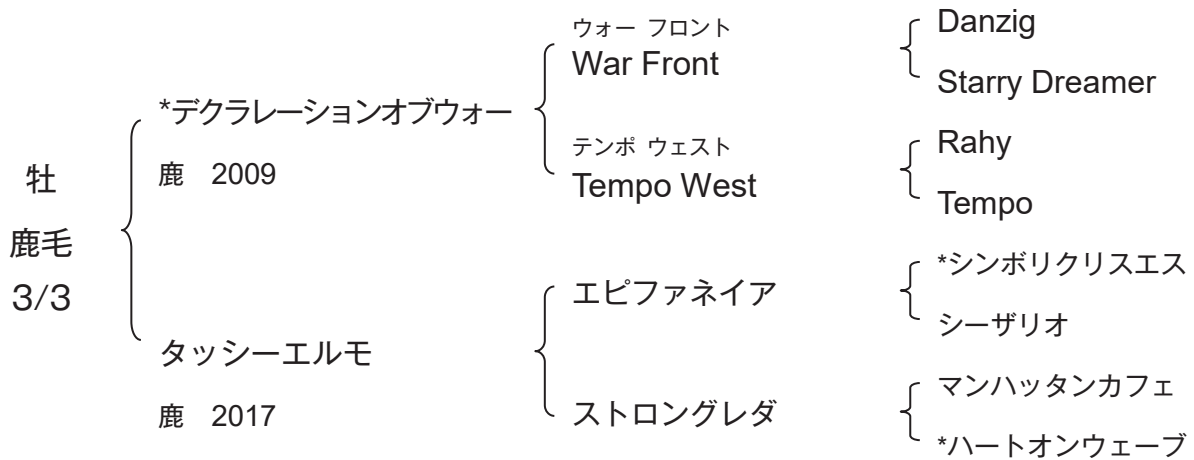 牡
鹿毛
3/3
*デクラレーションオブウォー
鹿 2009
タッシーエルモ
鹿 2017
ウォー フロント
War Front
テンポ ウェスト
Tempo West
エピファネイア
ストロングレダ
Danzig
Starry Dreamer
Rahy
Tempo
*シンボリクリスエス
シーザリオ
マンハッタンカフェ
*ハートオンウェーブ